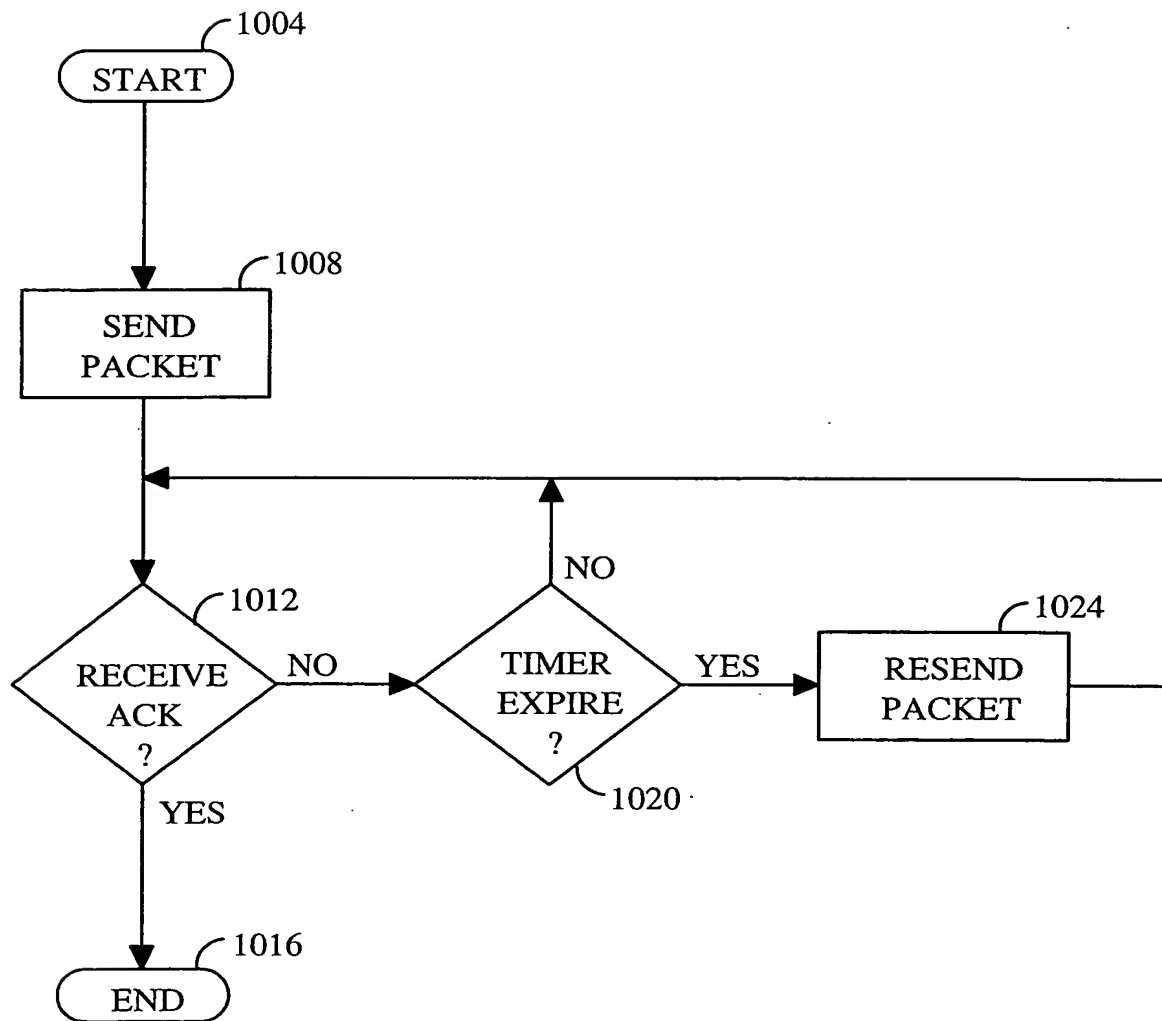 1004
START
1008
SEND
PACKET
NO
1012
RECEIVE
ACK
?
NO
TIMER
EXPIRE
?
YES
1024
RESEND
PACKET
1020
YES
1016
END